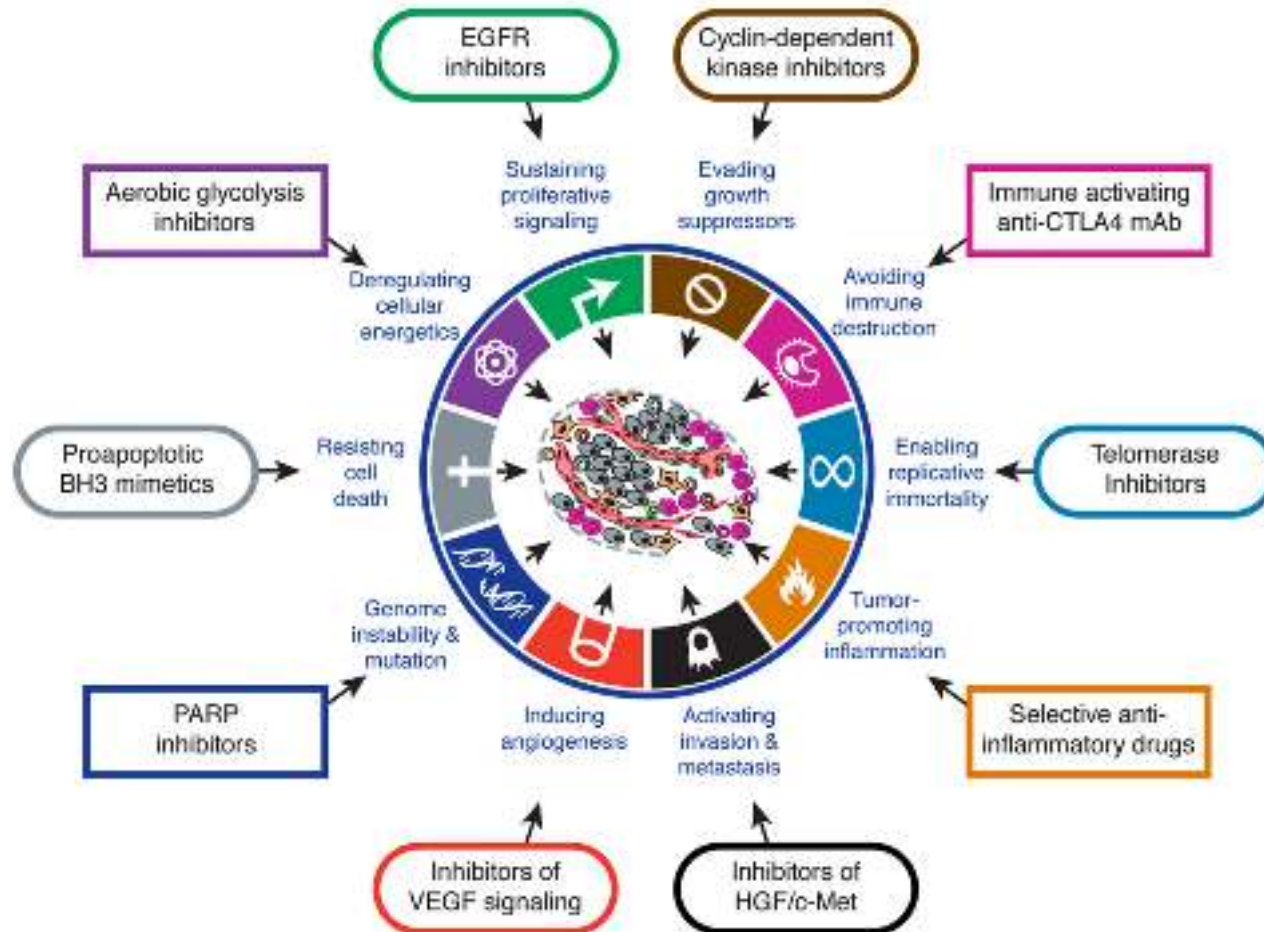 EGFR
inhibitors
Cyclin-dependent
kinase inhibitors
Sustaining
proliferative
signaling
Evading
growth
suppressors
Aerobic glycolysis
inhibitors
Immune activating
anti-CTLA4 mAb
Deregulating
cellular
energetics
Avoiding
immune
destruction
Proapoptotic
BH3 mimetics
Resisting
cell
death
Enabling
replicative
immortality
Telomerase
Inhibitors
Genome
instability &
mutation
Tumor-
promoting
inflammation
PARP
inhibitors
Inducing
angiogenesis
Activating
invasion &
metastasis
Selective anti-
inflammatory drugs
Inhibitors of
VEGF signaling
Inhibitors of
HGF/c-Met